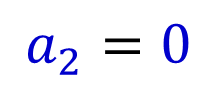 a₂ = 0